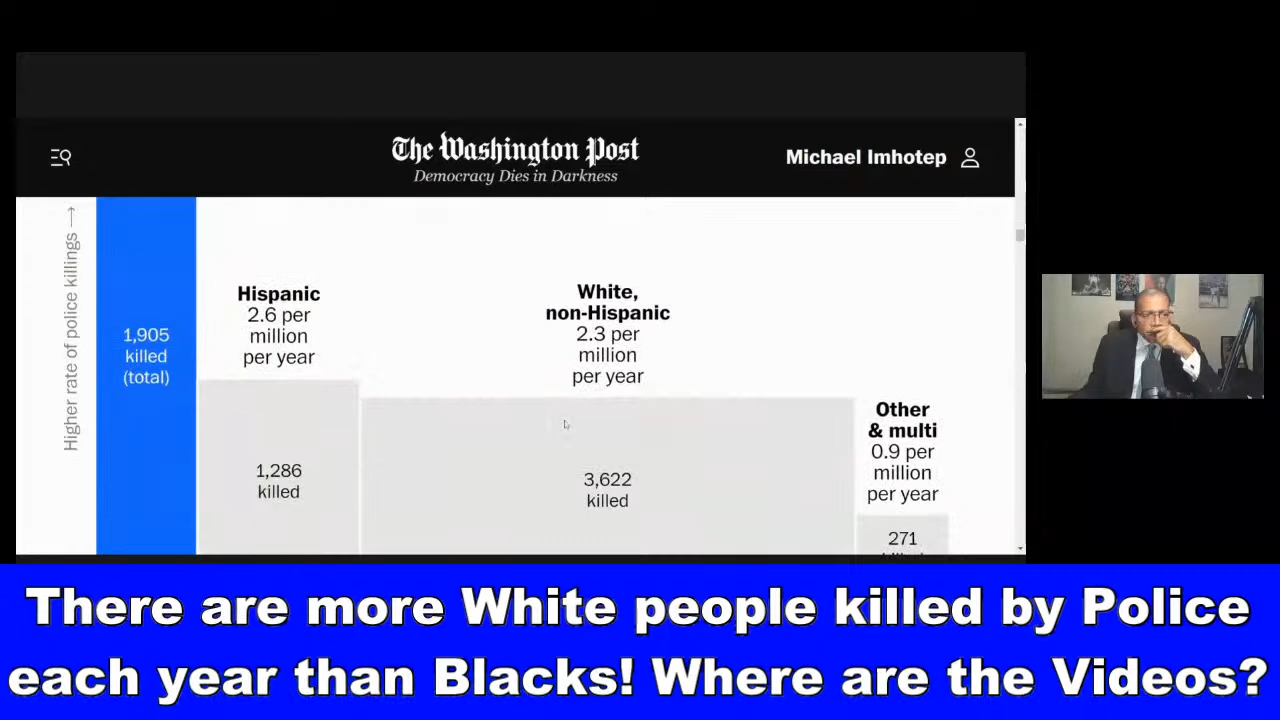 The Washington Post
Democracy Dies in Darkness
Michael Imhotep
Higher rate of police killings →
1,905
killed
(total)
Hispanic
2.6 per
million
per year
1,286
killed
White,
non-Hispanic
2.3 per
million
per year
3,622
killed
Other
& multi
0.9 per
million
per year
271
There are more White people killed by Police
each year than Blacks! Where are the Videos?